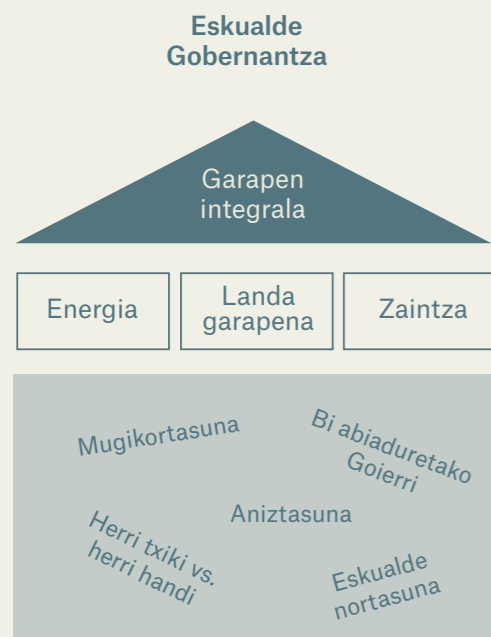 Eskualde
Gobernantza
Garapen
integrala
Energia
Landa
garapena
Zaintza
Mugikortasuna
Bi abiaduretako
Goierri
Aniztasuna
Herri txiki vs.
herri handi
Eskualde
nortasuna